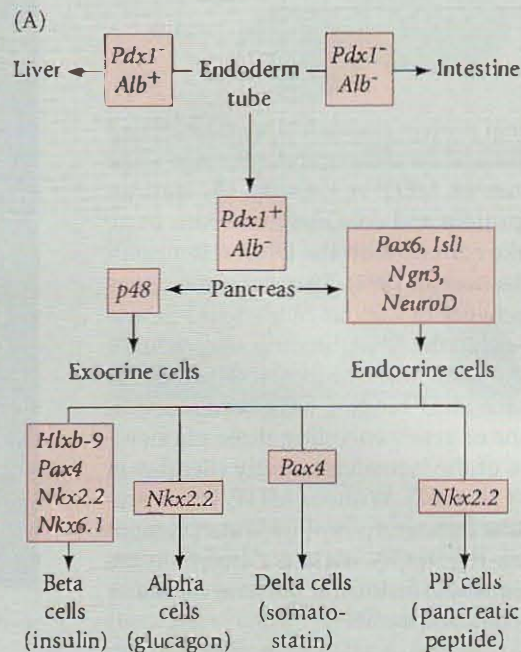 (A)
Liver
Pdx1⁻
Alb⁺
Endoderm
tube
Pdx1⁻
Alb⁻
Intestine
Pdx1⁺
Alb⁻
p48
Pancreas
Pax6, Isl1
Ngn3,
NeuroD
Exocrine cells
Endocrine cells
Hlxb-9
Pax4
Nkx2.2
Nkx6.1
Nkx2.2
Pax4
Nkx2.2
Beta
cells
(insulin)
Alpha
cells
(glucagon)
Delta cells
(somato-
statin)
PP cells
(pancreatic
peptide)